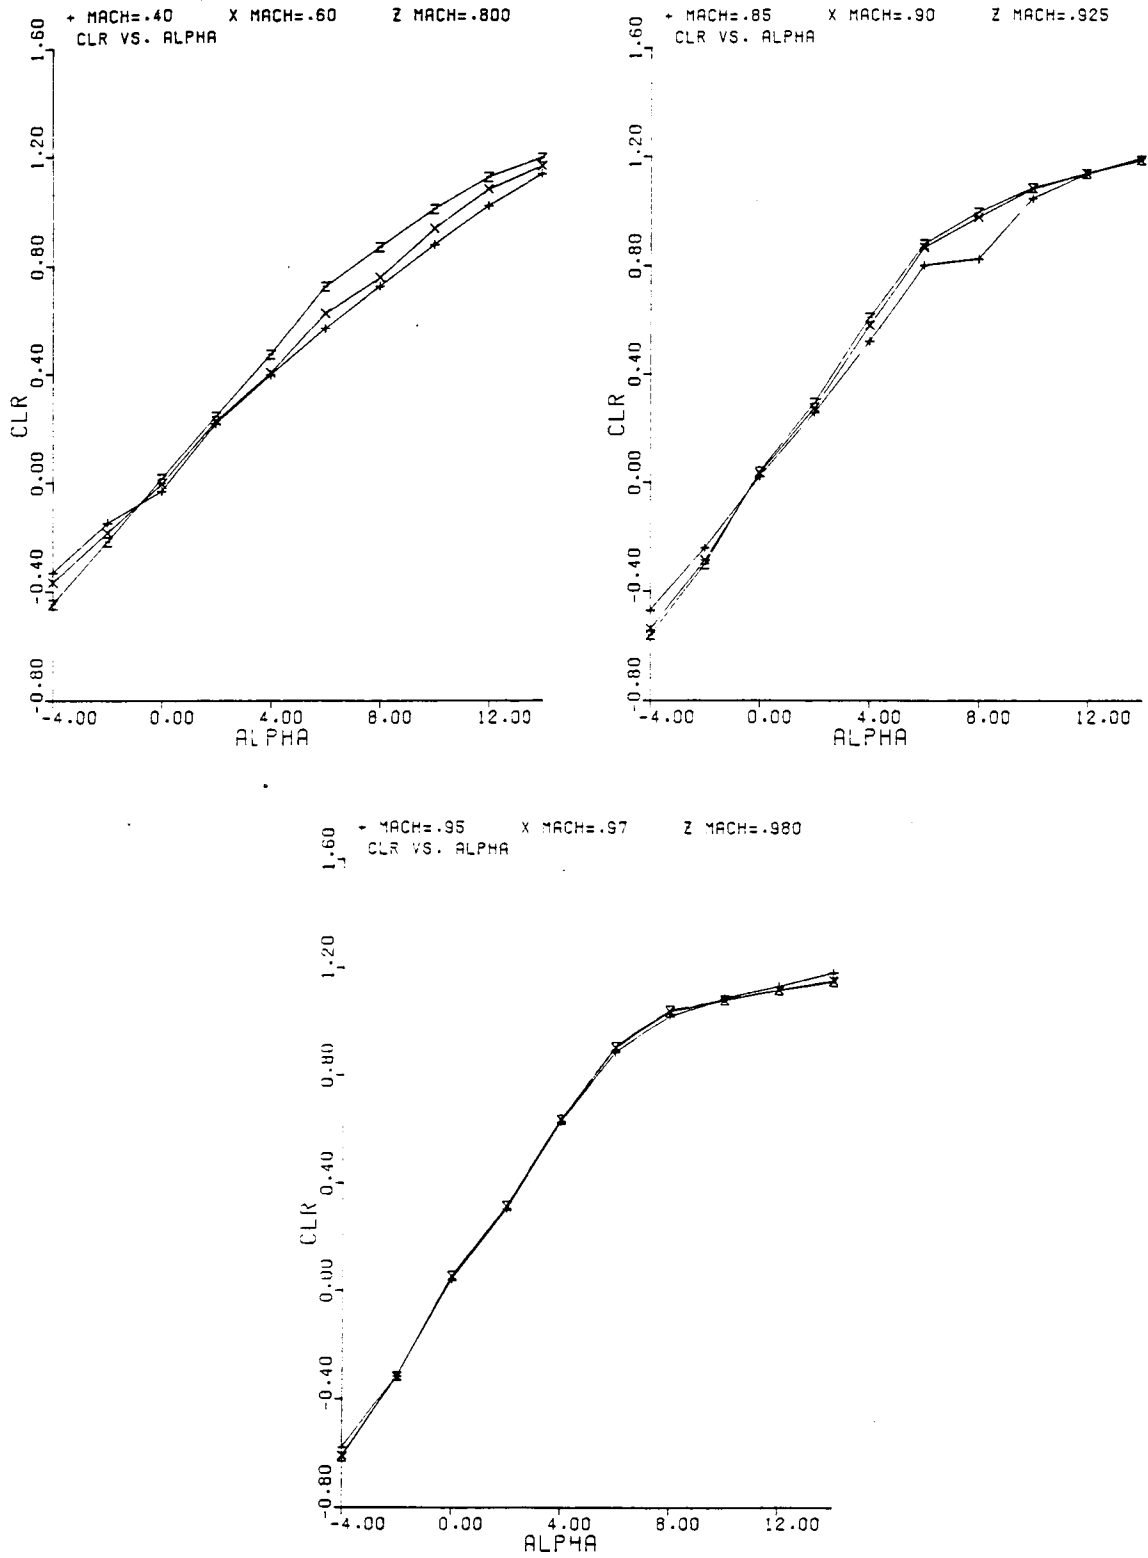 + MACH=.40 X MACH=.60 Z MACH=.800
CLR VS. ALPHA
1.60
1.20
0.80
0.40
0.00
-0.40
-0.80
CLR
-4.00 0.00 4.00 8.00 12.00
ALPHA
+ MACH=.85 X MACH=.90 Z MACH=.925
CLR VS. ALPHA
1.60
1.20
0.80
0.40
0.00
-0.40
-0.80
CLR
-4.00 0.00 4.00 8.00 12.00
ALPHA
+ MACH=.95 X MACH=.97 Z MACH=.980
CLR VS. ALPHA
1.60
1.20
0.80
0.40
0.00
-0.40
-0.80
CLR
-4.00 0.00 4.00 8.00 12.00
ALPHA